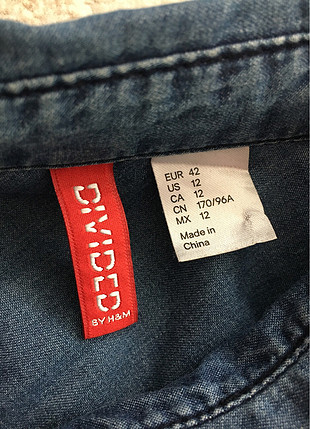 DIVIDED
BY H&M
EUR 42
US 12
CA 12
CN 170/96A
MX 12
Made in
China